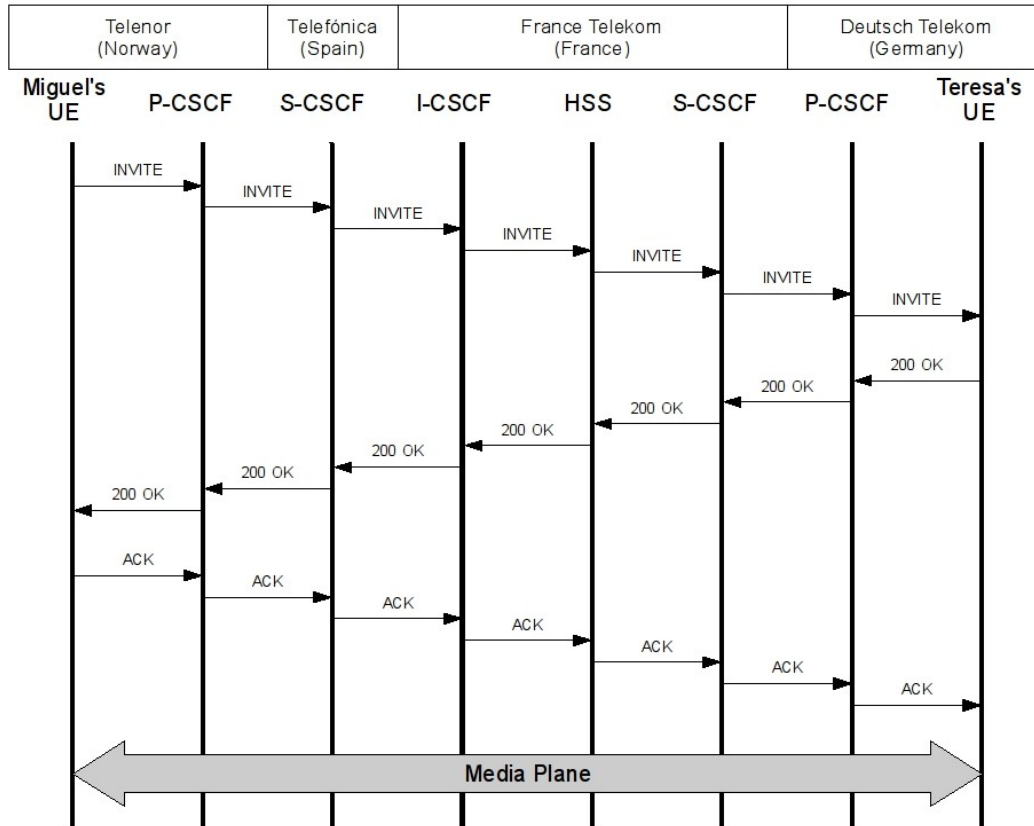 Telenor
(Norway)
Telefónica
(Spain)
France Telekom
(France)
Deutsch Telekom
(Germany)
Miguel's
UE
P-CSCF
S-CSCF
I-CSCF
HSS
S-CSCF
P-CSCF
Teresa's
UE
INVITE
INVITE
INVITE
INVITE
INVITE
INVITE
INVITE
200 OK
200 OK
200 OK
200 OK
200 OK
200 OK
200 OK
ACK
ACK
ACK
ACK
ACK
ACK
ACK
Media Plane